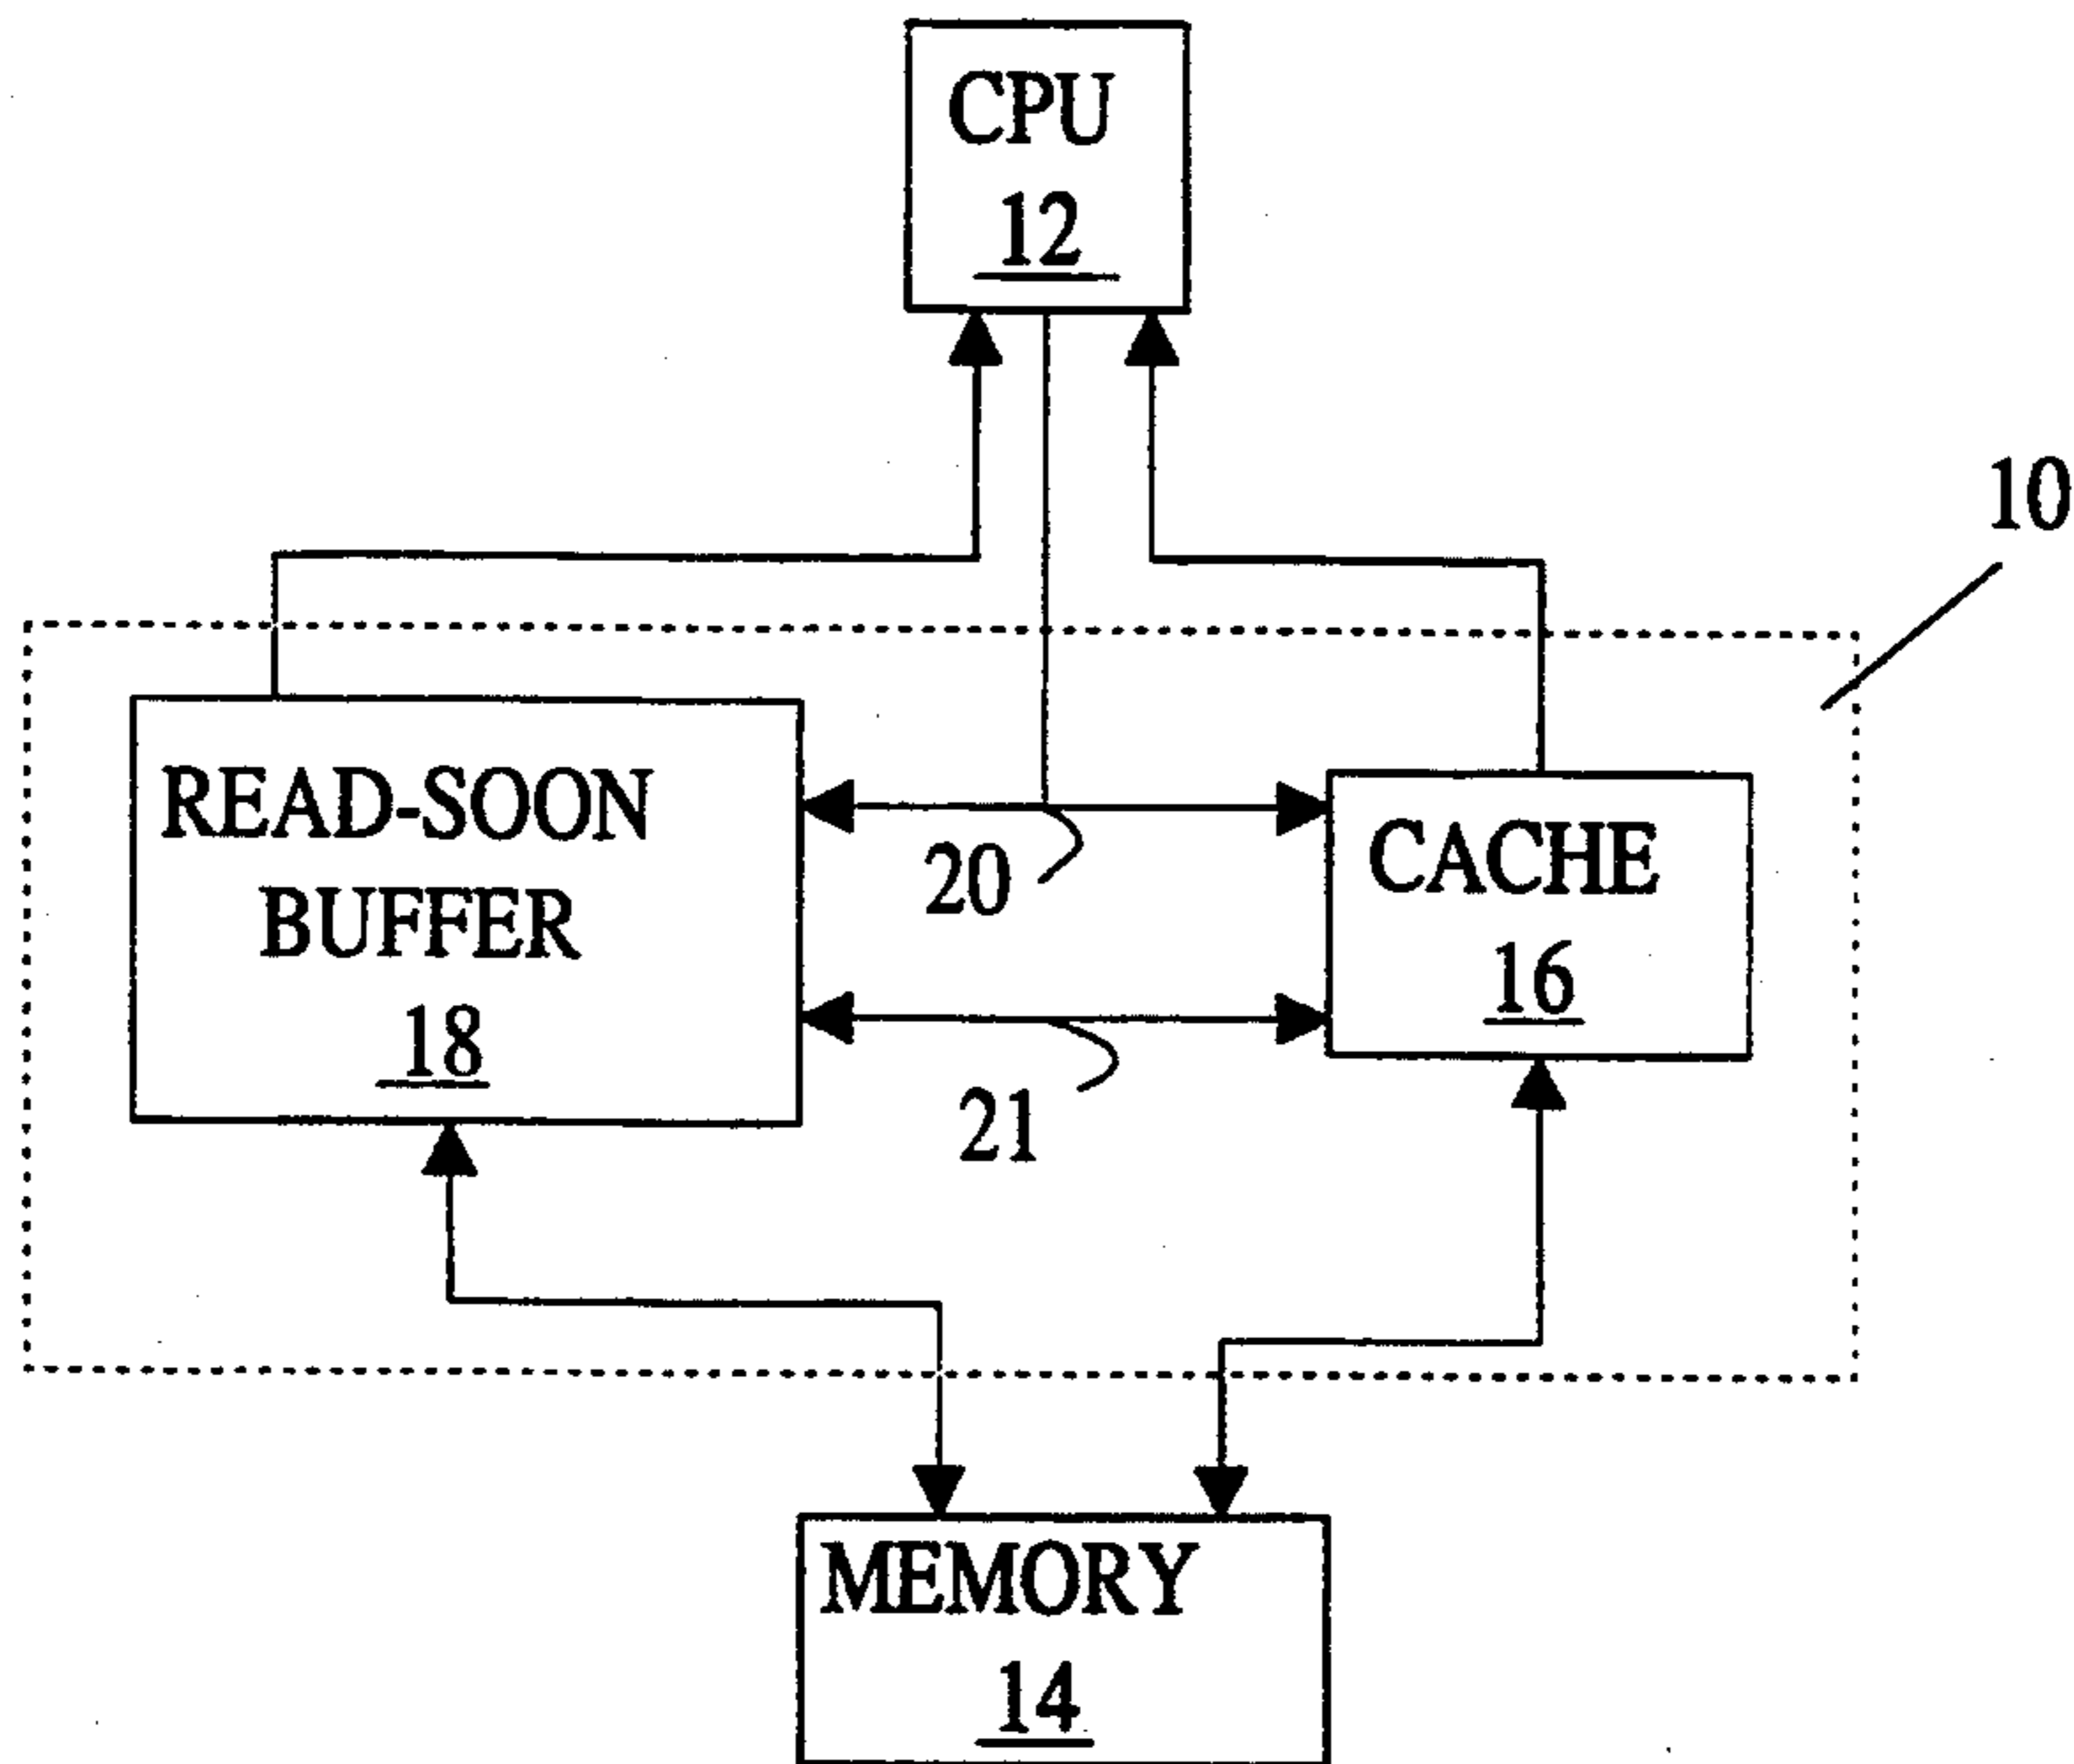 CPU
12
10
READ-SOON
BUFFER
18
20
CACHE
16
21
MEMORY
14